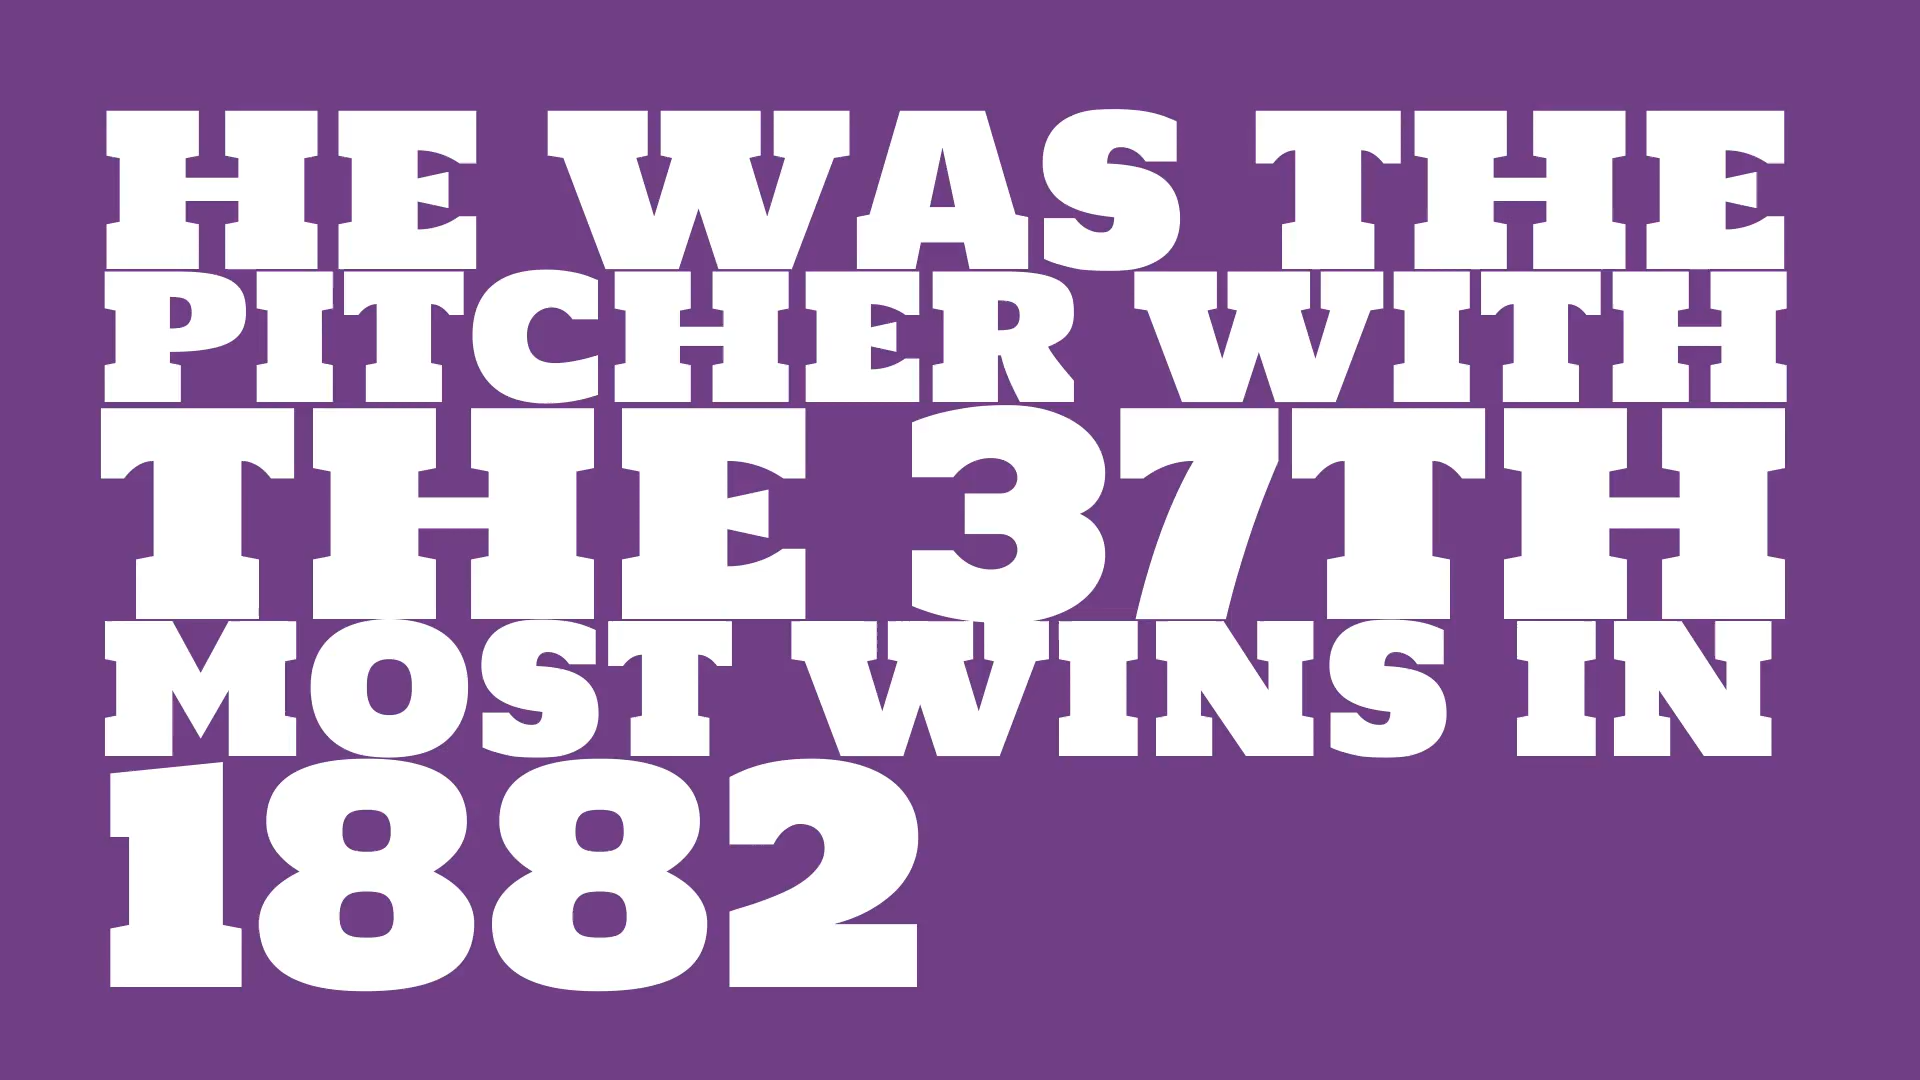 HE WAS THE
PITCHER WITH
THE 37TH
MOST WINS IN
1882